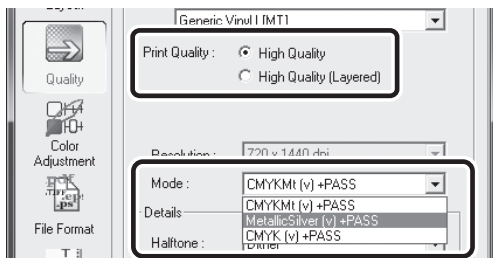 Generic Vinyl I [MT]
Print Quality :
High Quality
High Quality (Layered)
Quality
Color
Adjustment
Resolution :
720 x 1440 dpi
Mode :
CMYKMt (v) +PASS
CMYKMt (v) +PASS
MetallicSilver (v) +PASS
CMYK (v) +PASS
Details
Halftone :
Dither
File Format